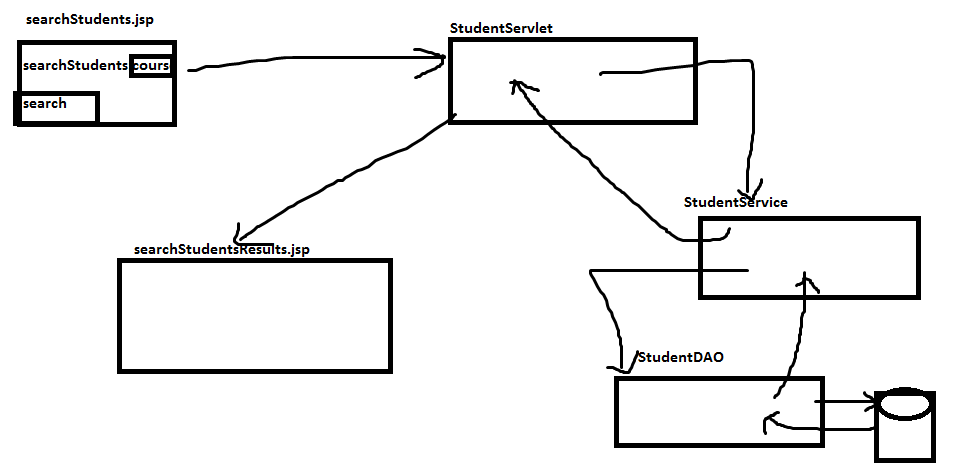 searchStudents.jsp
StudentServlet
searchStudents cours
search
StudentService
searchStudentsResults.jsp
StudentDAO